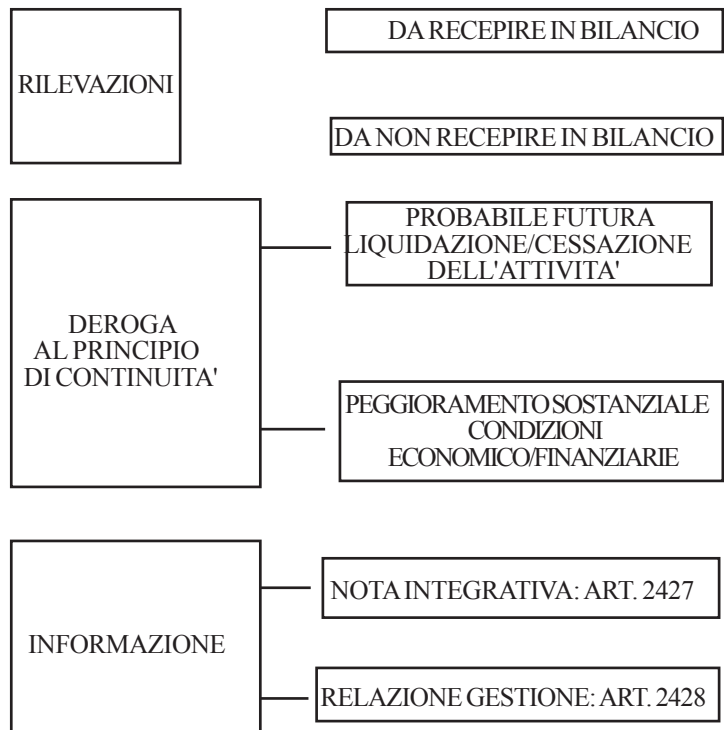 RILEVAZIONI
DA RECEPIRE IN BILANCIO
DA NON RECEPIRE IN BILANCIO
DEROGA
AL PRINCIPIO
DI CONTINUITA'
PROBABILE FUTURA
LIQUIDAZIONE/CESSAZIONE
DELL'ATTIVITA'
PEGGIORAMENTO SOSTANZIALE
CONDIZIONI
ECONOMICO/FINANZIARIE
INFORMAZIONE
NOTA INTEGRATIVA: ART. 2427
RELAZIONE GESTIONE: ART. 2428